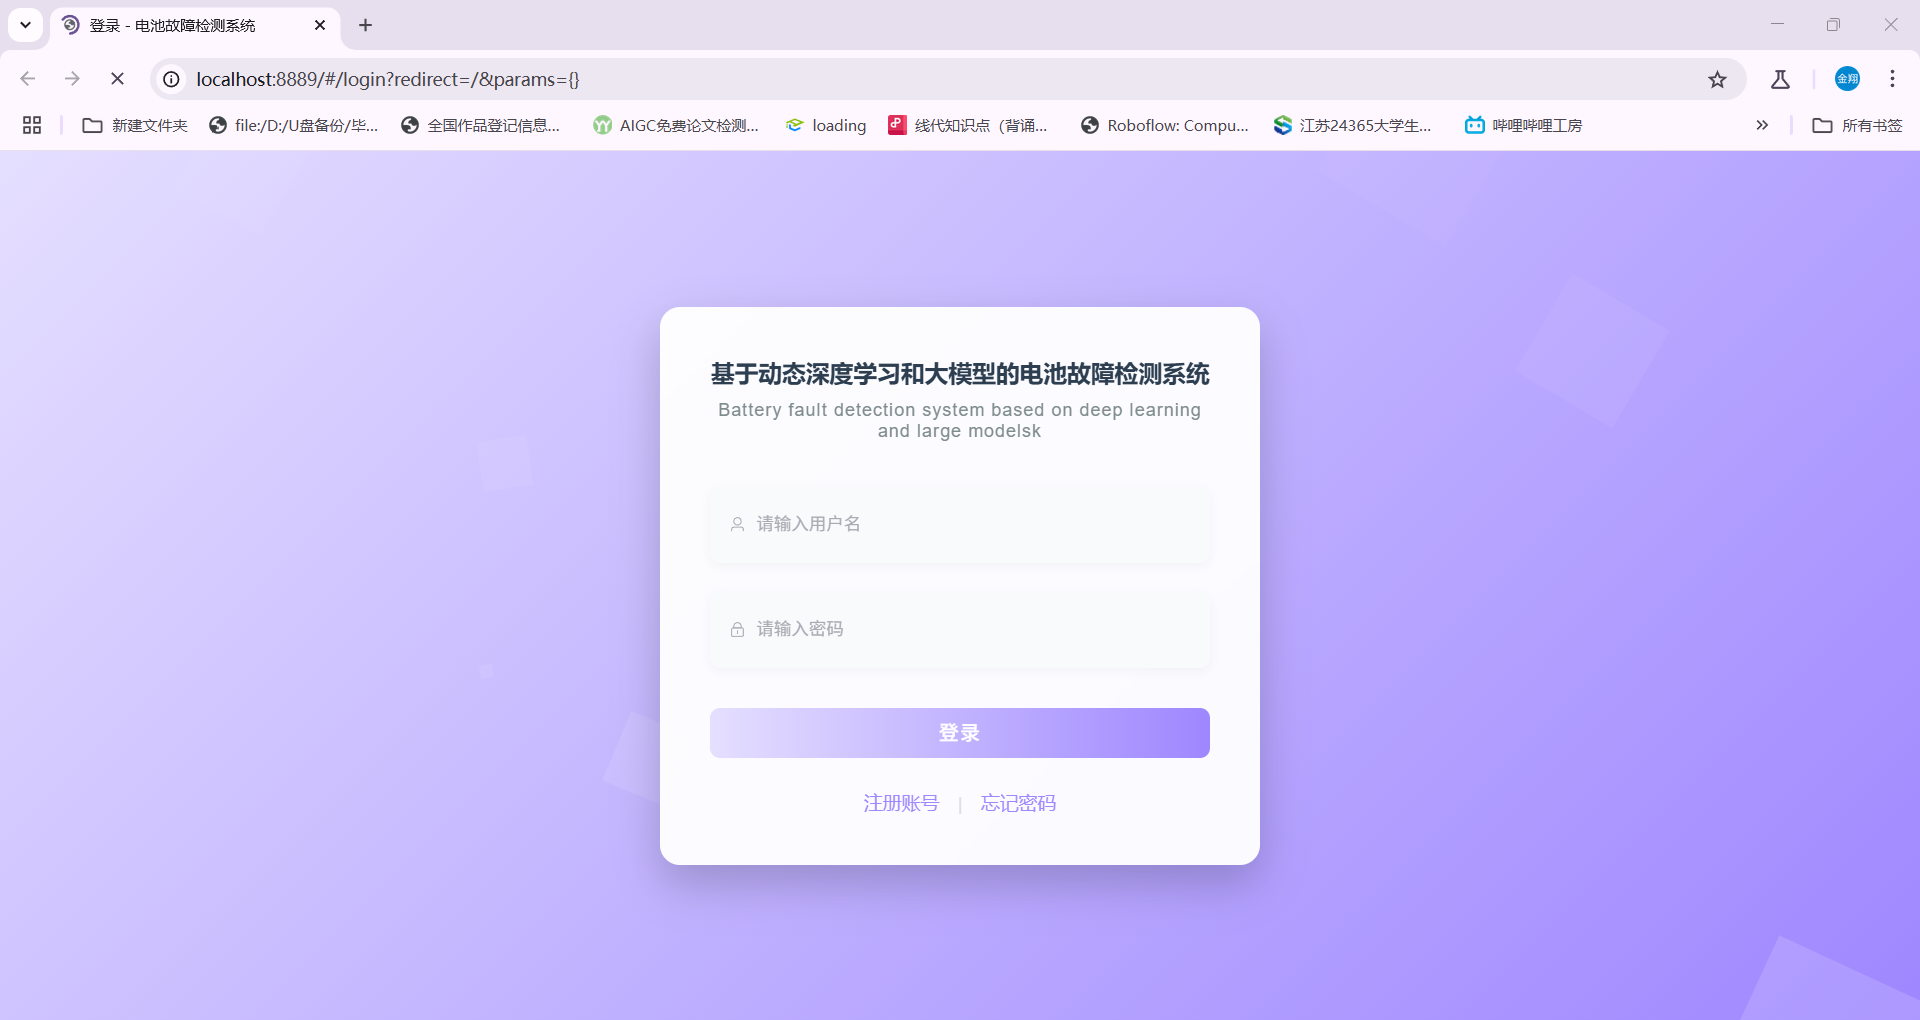 登录 - 电池故障检测系统
localhost:8889/#/login?redirect=/&params={}
金翔
新建文件夹
file:/D:/U盘备份/毕...
全国作品登记信息...
AIGC免费论文检测...
loading
线代知识点（背诵...
Roboflow: Compu...
江苏24365大学生...
哔哩哔哩工房
所有书签
基于动态深度学习和大模型的电池故障检测系统
Battery fault detection system based on deep learning
and large modelsk
请输入用户名
请输入密码
登录
注册账号 | 忘记密码